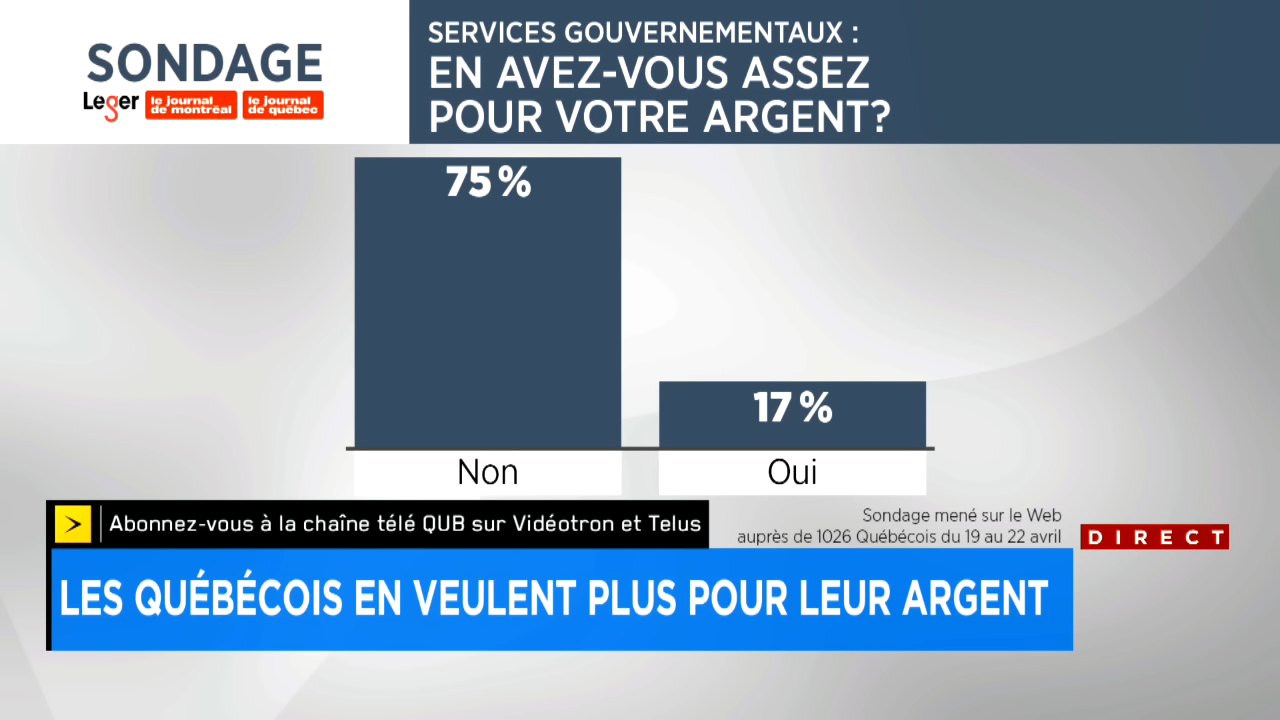 SONDAGE
Leger le journal de montréal le journal de québec
SERVICES GOUVERNEMENTAUX :
EN AVEZ-VOUS ASSEZ
POUR VOTRE ARGENT?
75 %
17 %
Non
Oui
Abonnez-vous à la chaîne télé QUB sur Vidéotron et Telus
Sondage mené sur le Web
auprès de 1026 Québécois du 19 au 22 avril
DIRECT
LES QUÉBÉCOIS EN VEULENT PLUS POUR LEUR ARGENT